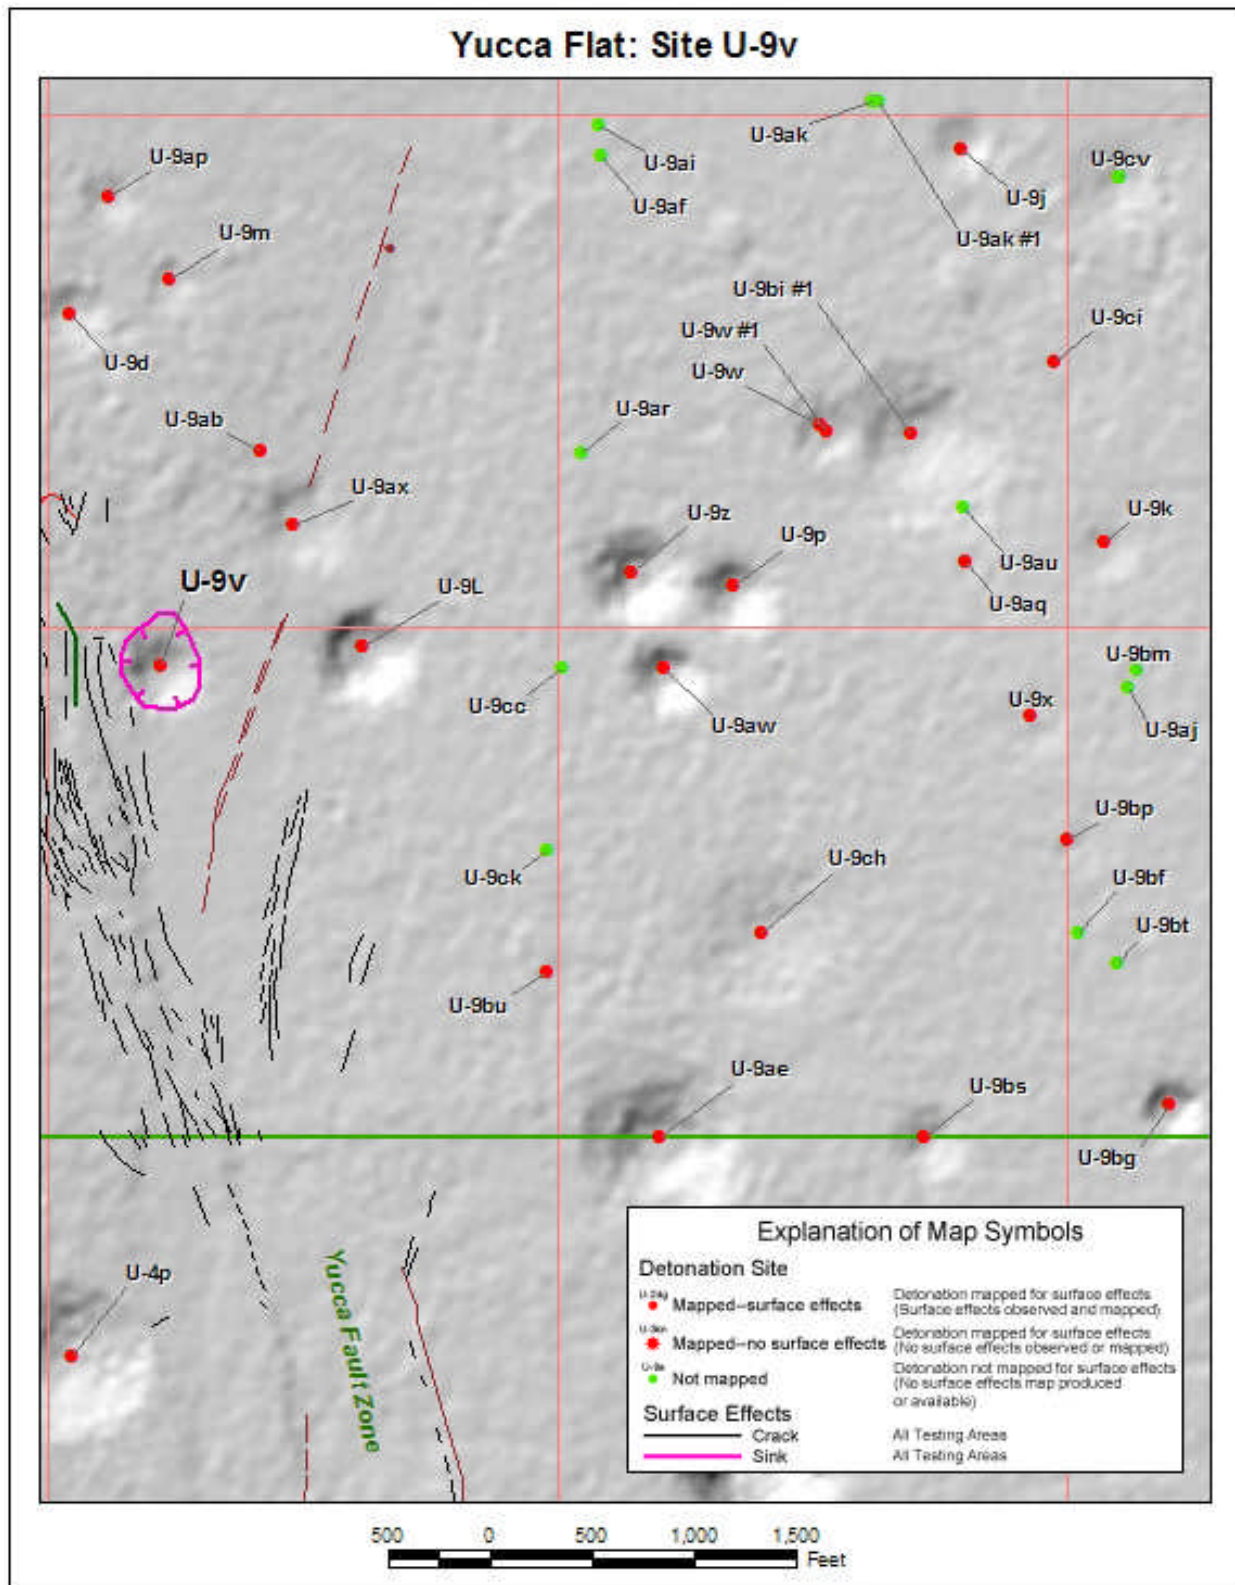 Yucca Flat: Site U-9v
U-9ak
U-9ai
U-9ap
U-9cv
U-9j
U-9af
U-9m
U-9ak #1
U-9bi #1
U-9ci
U-9w #1
U-9d
U-9w
U-9ar
U-9ab
U-9ax
U-9k
U-9z
U-9p
U-9au
U-9v
U-9L
U-9aq
U-9bm
U-9cc
U-9x
U-9aw
U-9aj
U-9bp
U-9ch
U-9ck
U-9bf
U-9bt
U-9bu
U-9ae
U-9bs
U-9bg
U-4p
Yucca Fault Zone
Explanation of Map Symbols
Detonation Site
Mapped--surface effects
Detonation mapped for surface effects
(Surface effects observed and mapped)
Mapped--no surface effects
Detonation mapped for surface effects
(No surface effects observed or mapped)
Not mapped
Detonation not mapped for surface effects
(No surface effects map produced
or available)
Surface Effects
Crack
All Testing Areas
Sink
All Testing Areas
500 0 500 1,000 1,500
Feet